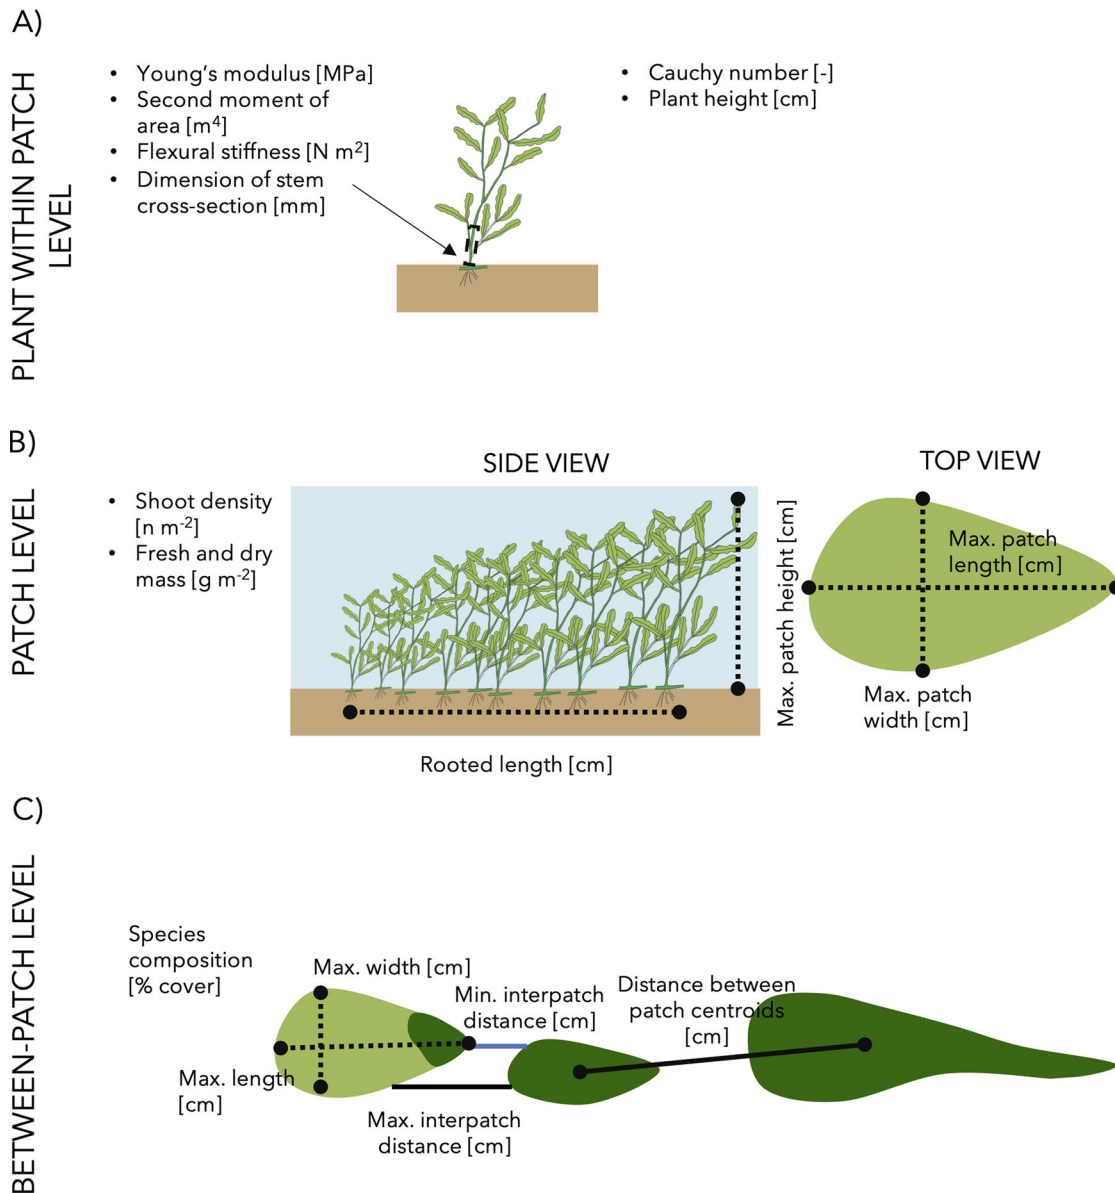 A)
PLANT WITHIN PATCH
LEVEL
• Young's modulus [MPa]
• Second moment of
area [m⁴]
• Flexural stiffness [N m²]
• Dimension of stem
cross-section [mm]
• Cauchy number [-]
• Plant height [cm]
B)
PATCH LEVEL
• Shoot density
[n m⁻²]
• Fresh and dry
mass [g m⁻²]
SIDE VIEW
Max. patch height [cm]
Rooted length [cm]
TOP VIEW
Max. patch
length [cm]
Max. patch
width [cm]
C)
BETWEEN-PATCH LEVEL
Species
composition
[% cover]
Max. width [cm]
Max. length
[cm]
Min. interpatch
distance [cm]
Max. interpatch
distance [cm]
Distance between
patch centroids
[cm]